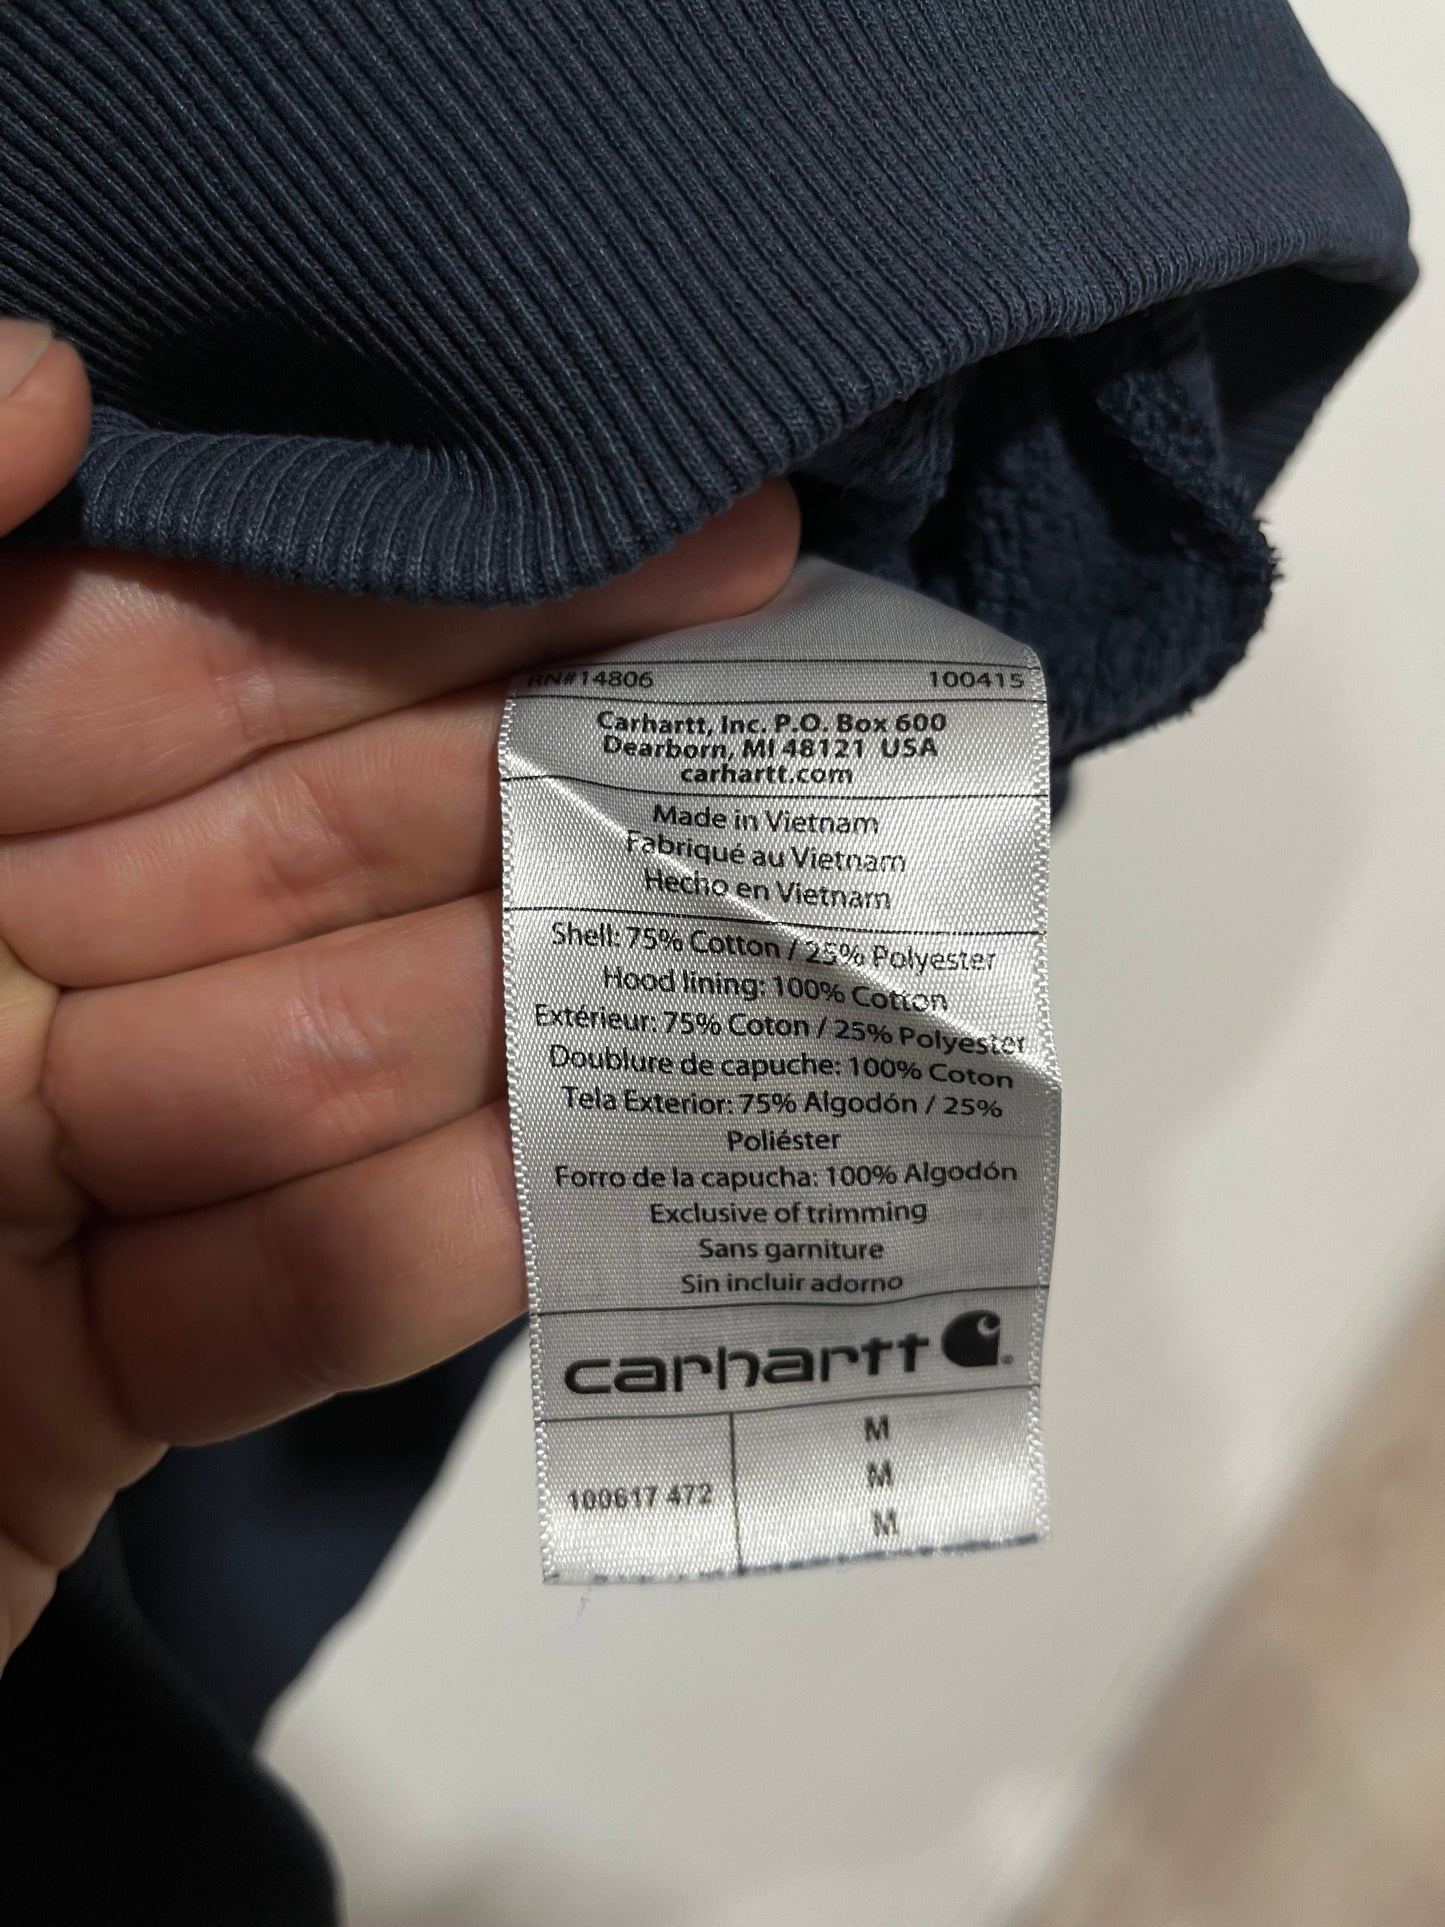 RN#14806 100415
Carhartt, Inc. P.O. Box 600
Dearborn, MI 48121 USA
carhartt.com
Made in Vietnam
Fabriqué au Vietnam
Hecho en Vietnam
Shell: 75% Cotton / 25% Polyester
Hood lining: 100% Cotton
Extérieur: 75% Coton / 25% Polyester
Doublure de capuche: 100% Coton
Tela Exterior: 75% Algodón / 25%
Poliéster
Forro de la capucha: 100% Algodón
Exclusive of trimming
Sans garniture
Sin incluir adorno
carhartt
M
M
100617 472
M